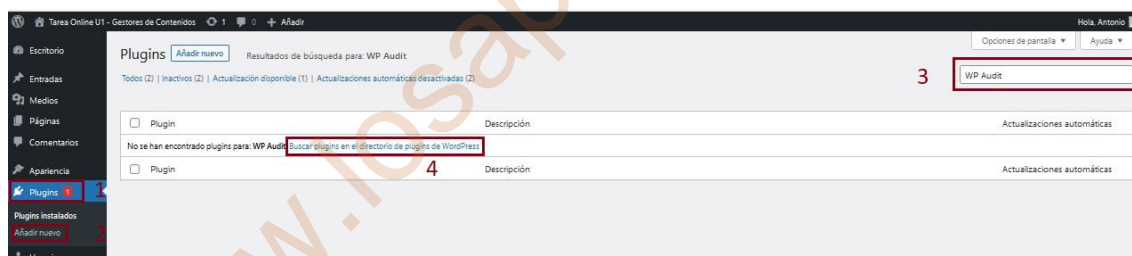 Tarea Online U1 - Gestores de Contenidos 1 0 + Añadir Hola, Antonio
Escritorio
Entradas
Medios
Páginas
Comentarios
Apariencia
Plugins 1 1
Plugins instalados
Añadir nuevo 2
Opciones de pantalla ▼ Ayuda ▼
Plugins Añadir nuevo Resultados de búsqueda para: WP Audit
Todos (2) | Inactivos (2) | Actualización disponible (1) | Actualizaciones automáticas desactivadas (2)
3 WP Audit
Plugin Descripción Actualizaciones automáticas
No se han encontrado plugins para: WP Audit Buscar plugins en el directorio de plugins de WordPress
4
Plugin Descripción Actualizaciones automáticas
www.losap